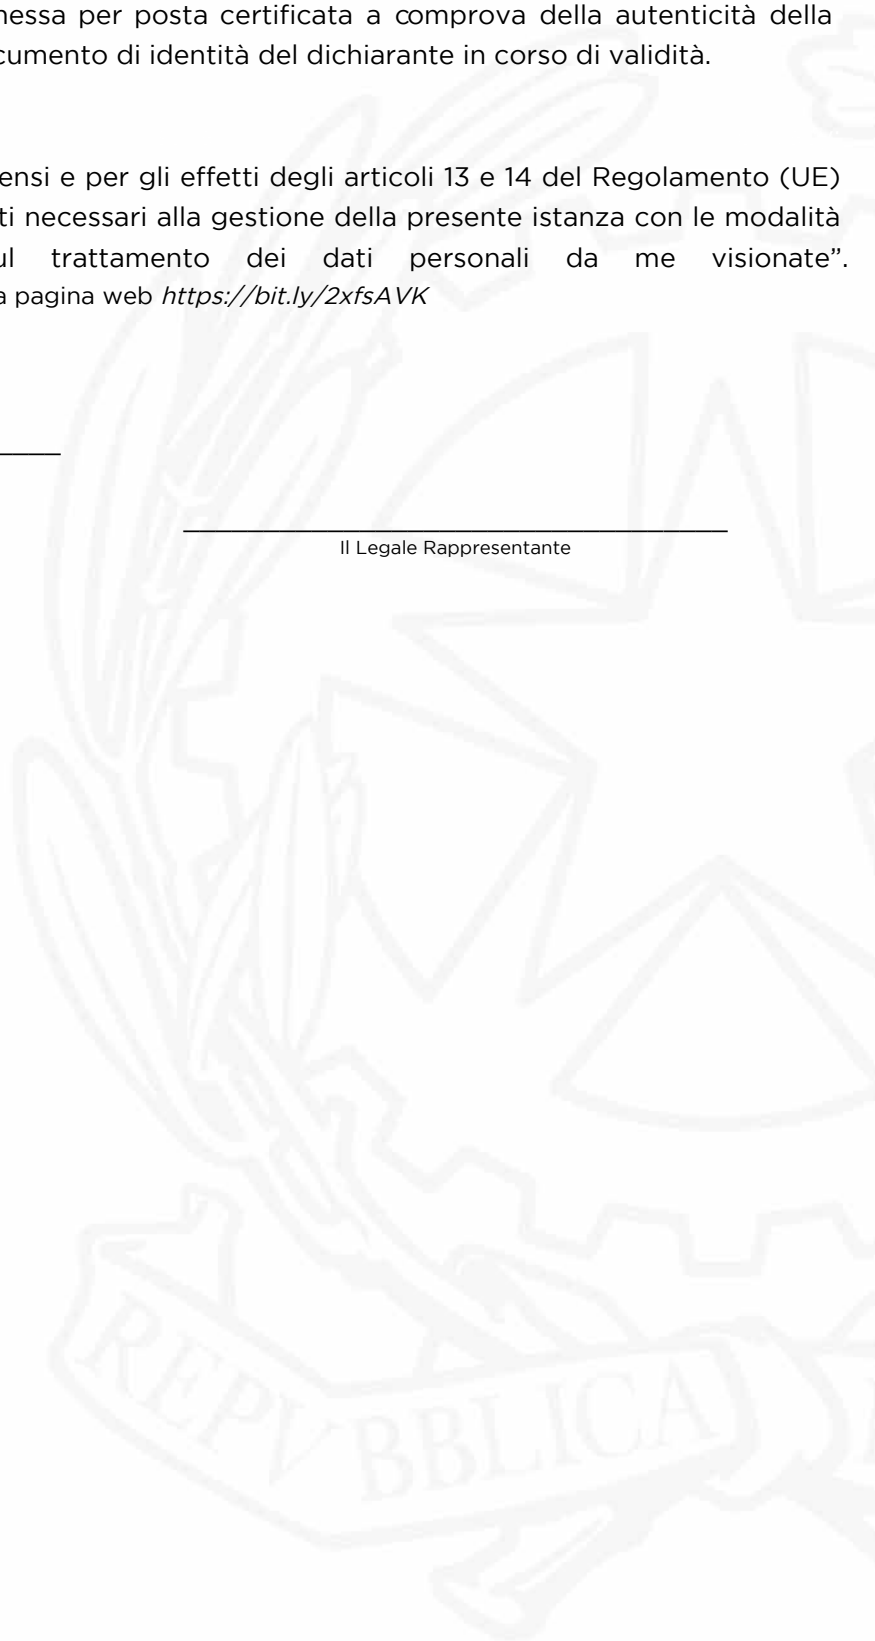 nessa per posta certificata a comprova della autenticità della
cumento di identità del dichiarante in corso di validità.
ensi e per gli effetti degli articoli 13 e 14 del Regolamento (UE)
ti necessari alla gestione della presente istanza con le modalità
ul trattamento dei dati personali da me visionate”.
a pagina web https://bit.ly/2xfsAVK
Il Legale Rappresentante
REPVBBLICA